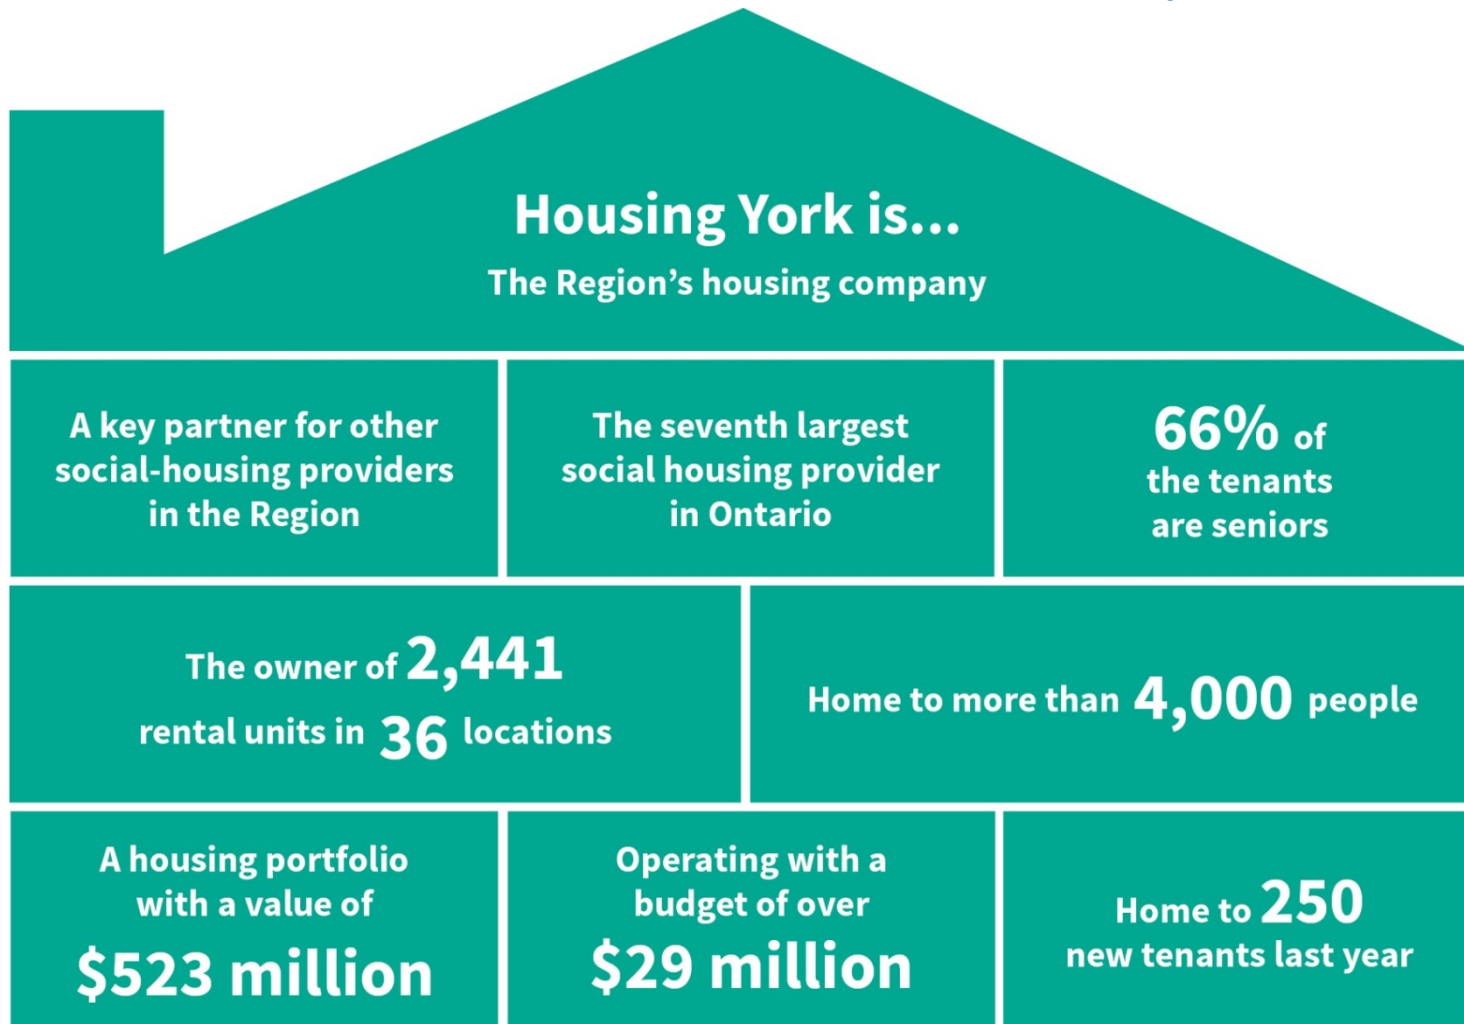 Housing York is...
The Region’s housing company
A key partner for other
social-housing providers
in the Region
The seventh largest
social housing provider
in Ontario
66% of
the tenants
are seniors
The owner of 2,441
rental units in 36 locations
Home to more than 4,000 people
A housing portfolio
with a value of
$523 million
Operating with a
budget of over
$29 million
Home to 250
new tenants last year